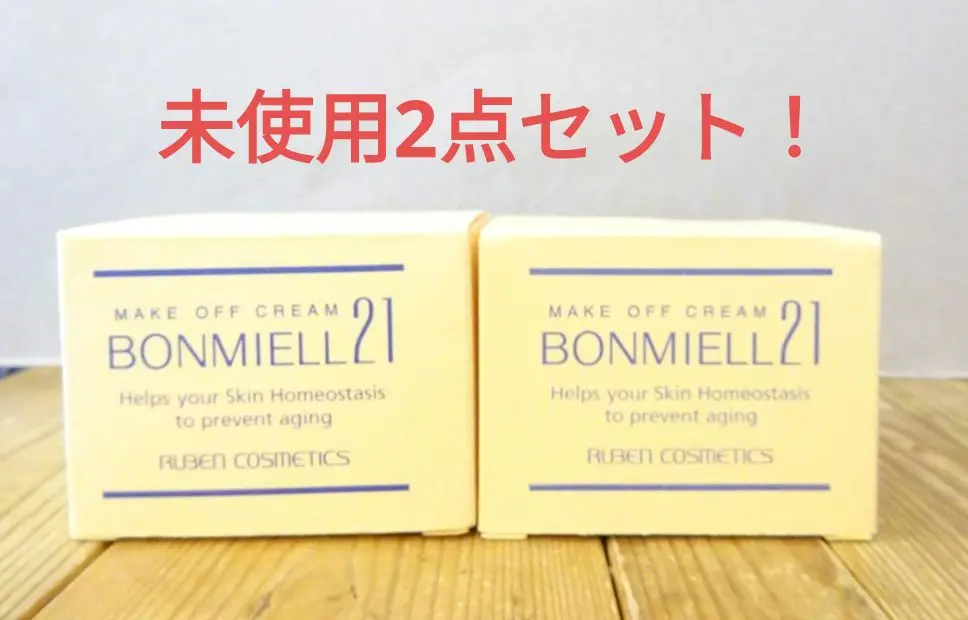 未使用2点セット！
MAKE OFF CREAM
BONMIELL21
Helps your Skin Homeostasis
to prevent aging
RUBEN COSMETICS
MAKE OFF CREAM
BONMIELL21
Helps your Skin Homeostasis
to prevent aging
RUBEN COSMETICS